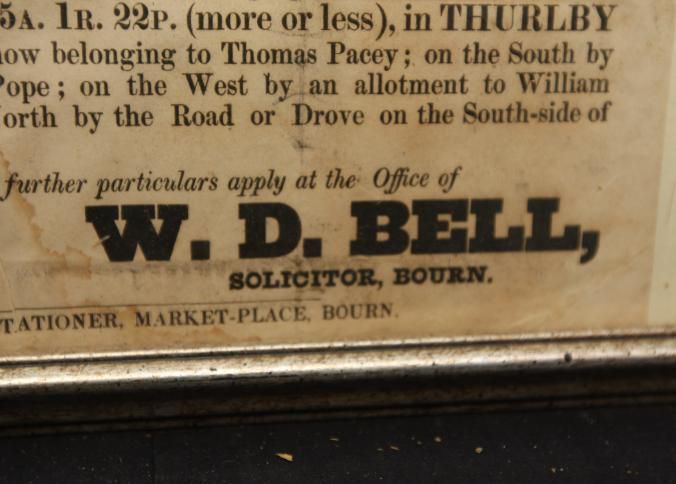 5A. 1R. 22P. (more or less), in THURLBY
now belonging to Thomas Pacey; on the South by
Pope; on the West by an allotment to William
orth by the Road or Drove on the South-side of
further particulars apply at the Office of
W. D. BELL,
SOLICITOR, BOURN.
TATIONER, MARKET-PLACE, BOURN.